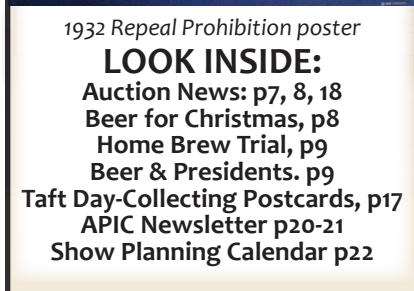 1932 Repeal Prohibition poster
LOOK INSIDE:
Auction News: p7, 8, 18
Beer for Christmas, p8
Home Brew Trial, p9
Beer & Presidents. p9
Taft Day-Collecting Postcards, p17
APIC Newsletter p20-21
Show Planning Calendar p22